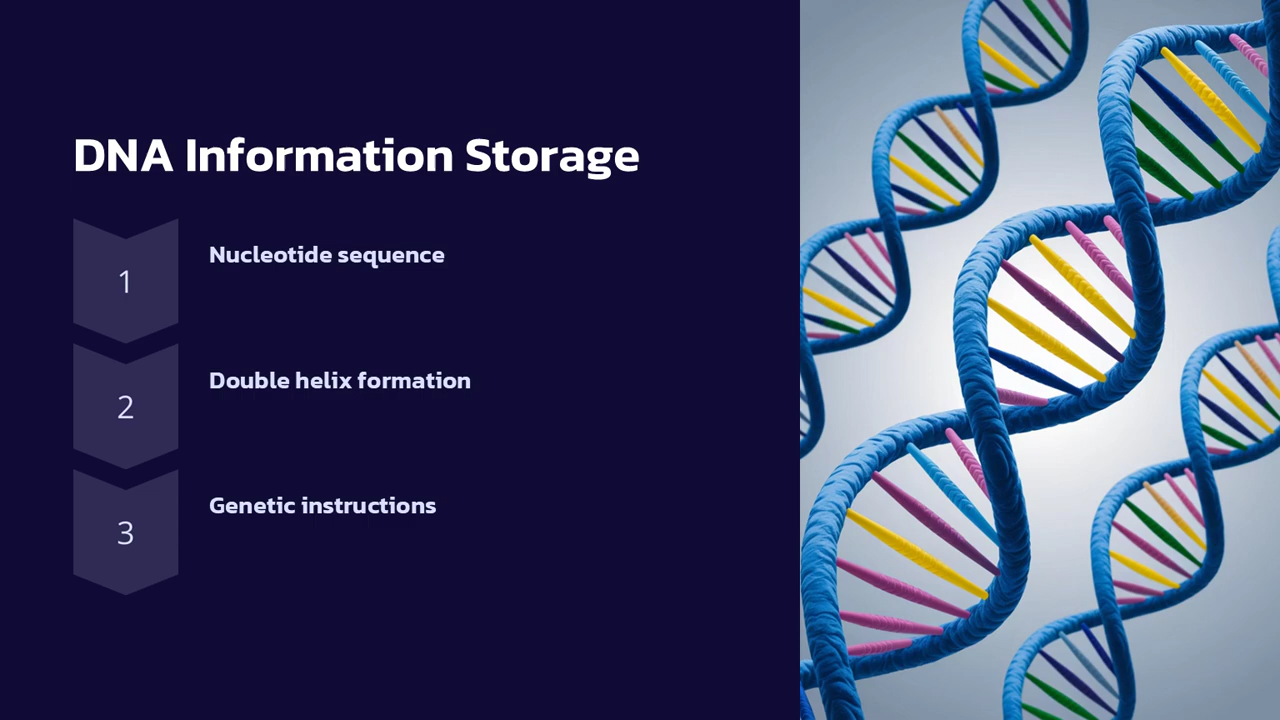 DNA Information Storage
1
Nucleotide sequence
2
Double helix formation
3
Genetic instructions